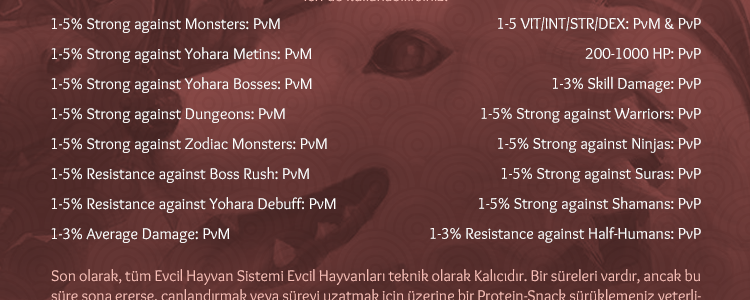 1-5% Strong against Monsters: PvM
1-5% Strong against Yohara Metins: PvM
1-5% Strong against Yohara Bosses: PvM
1-5% Strong against Dungeons: PvM
1-5% Strong against Zodiac Monsters: PvM
1-5% Resistance against Boss Rush: PvM
1-5% Resistance against Yohara Debuff: PvM
1-3% Average Damage: PvM
1-5 VIT/INT/STR/DEX: PvM & PvP
200-1000 HP: PvP
1-3% Skill Damage: PvP
1-5% Strong against Warriors: PvP
1-5% Strong against Ninjas: PvP
1-5% Strong against Suras: PvP
1-5% Strong against Shamans: PvP
1-3% Resistance against Half-Humans: PvP
Son olarak, tüm Evcil Hayvan Sistemi Evcil Hayvanları teknik olarak Kalıcıdır. Bir süreleri vardır, ancak bu
süre sona ererse, canlandırmak veya süreyi uzatmak için üzerine bir Protein-Snack sürüklemeniz yeterli-